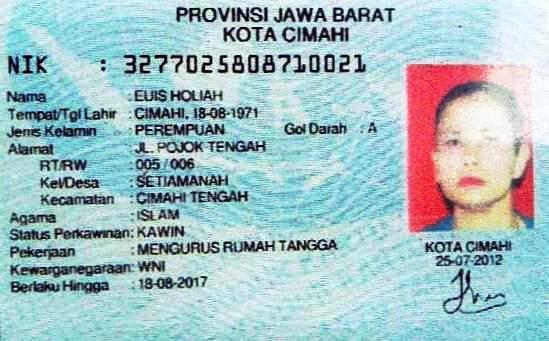 PROVINSI JAWA BARAT
KOTA CIMAHI
NIK : 3277025808710021
Nama : EUIS HOLIAH
Tempat/Tgl Lahir : CIMAHI, 18-08-1971
Jenis Kelamin : PEREMPUAN Gol Darah : A
Alamat : JL. POJOK TENGAH
RT/RW : 005 / 006
Kel/Desa : SETIAMANAH
Kecamatan : CIMAHI TENGAH
Agama : ISLAM
Status Perkawinan: KAWIN
Pekerjaan : MENGURUS RUMAH TANGGA
Kewarganegaraan: WNI
Berlaku Hingga : 18-08-2017
KOTA CIMAHI
25-07-2012